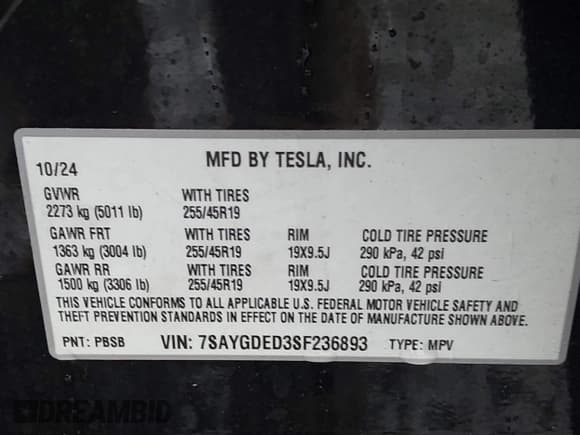 10/24 MFD BY TESLA, INC.
GVWR WITH TIRES
2273 kg (5011 lb) 255/45R19
GAWR FRT WITH TIRES RIM COLD TIRE PRESSURE
1363 kg (3004 lb) 255/45R19 19X9.5J 290 kPa, 42 psi
GAWR RR WITH TIRES RIM COLD TIRE PRESSURE
1500 kg (3306 lb) 255/45R19 19X9.5J 290 kPa, 42 psi
THIS VEHICLE CONFORMS TO ALL APPLICABLE U.S. FEDERAL MOTOR VEHICLE SAFETY AND
THEFT PREVENTION STANDARDS IN EFFECT ON THE DATE OF MANUFACTURE SHOWN ABOVE.
PNT: PBSB VIN: 7SAYGDED3SF236893 TYPE: MPV
DREAMBID